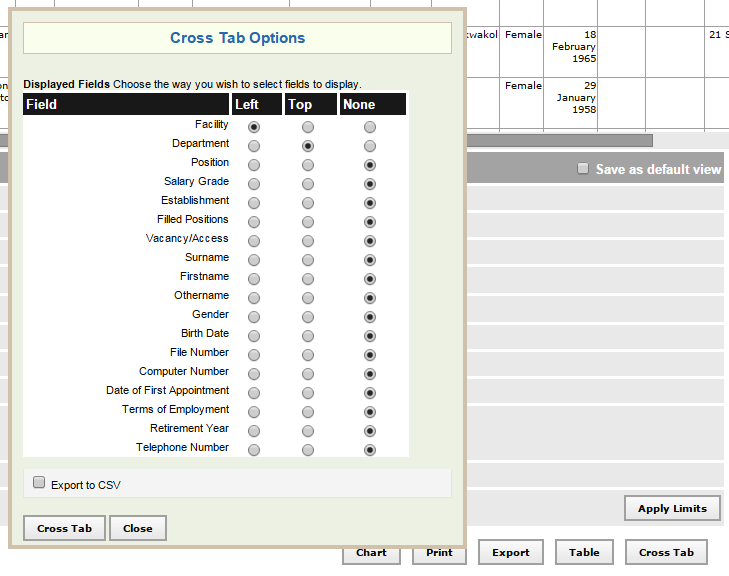 Cross Tab Options
Displayed Fields Choose the way you wish to select fields to display.
Field Left Top None
Facility
Department
Position
Salary Grade
Establishment
Filled Positions
Vacancy/Access
Surname
Firstname
Othername
Gender
Birth Date
File Number
Computer Number
Date of First Appointment
Terms of Employment
Retirement Year
Telephone Number
Export to CSV
Cross Tab Close
Female 18 21
February
1965
Female 29
January
1958
Save as default view
Apply Limits
Chart Print Export Table Cross Tab